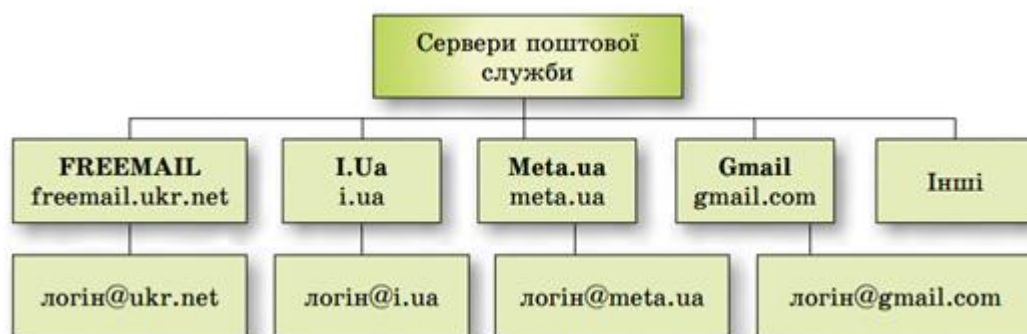 Сервери поштової
служби
FREEMAIL
freemail.ukr.net
I.Ua
i.ua
Meta.ua
meta.ua
Gmail
gmail.com
Інші
логін@ukr.net
логін@i.ua
логін@meta.ua
логін@gmail.com